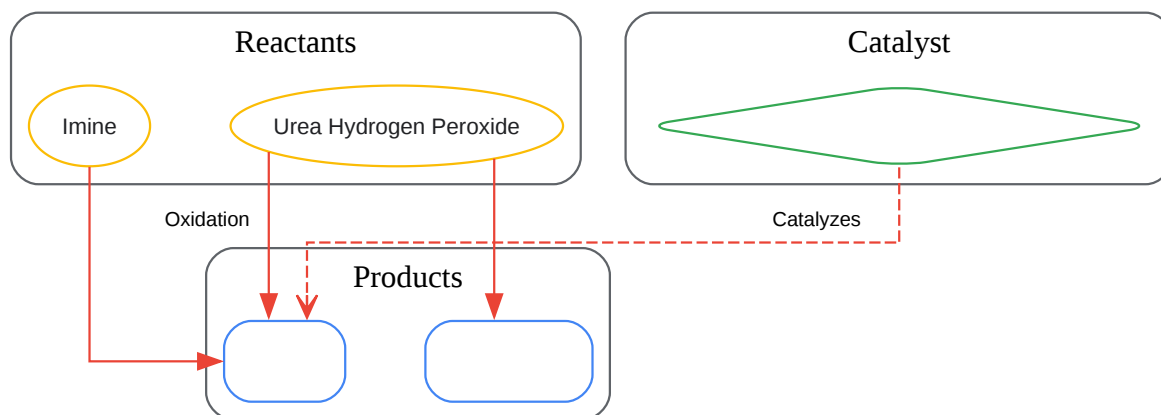 Reactants
Catalyst
Imine
Urea Hydrogen Peroxide
Oxidation
Catalyzes
Products